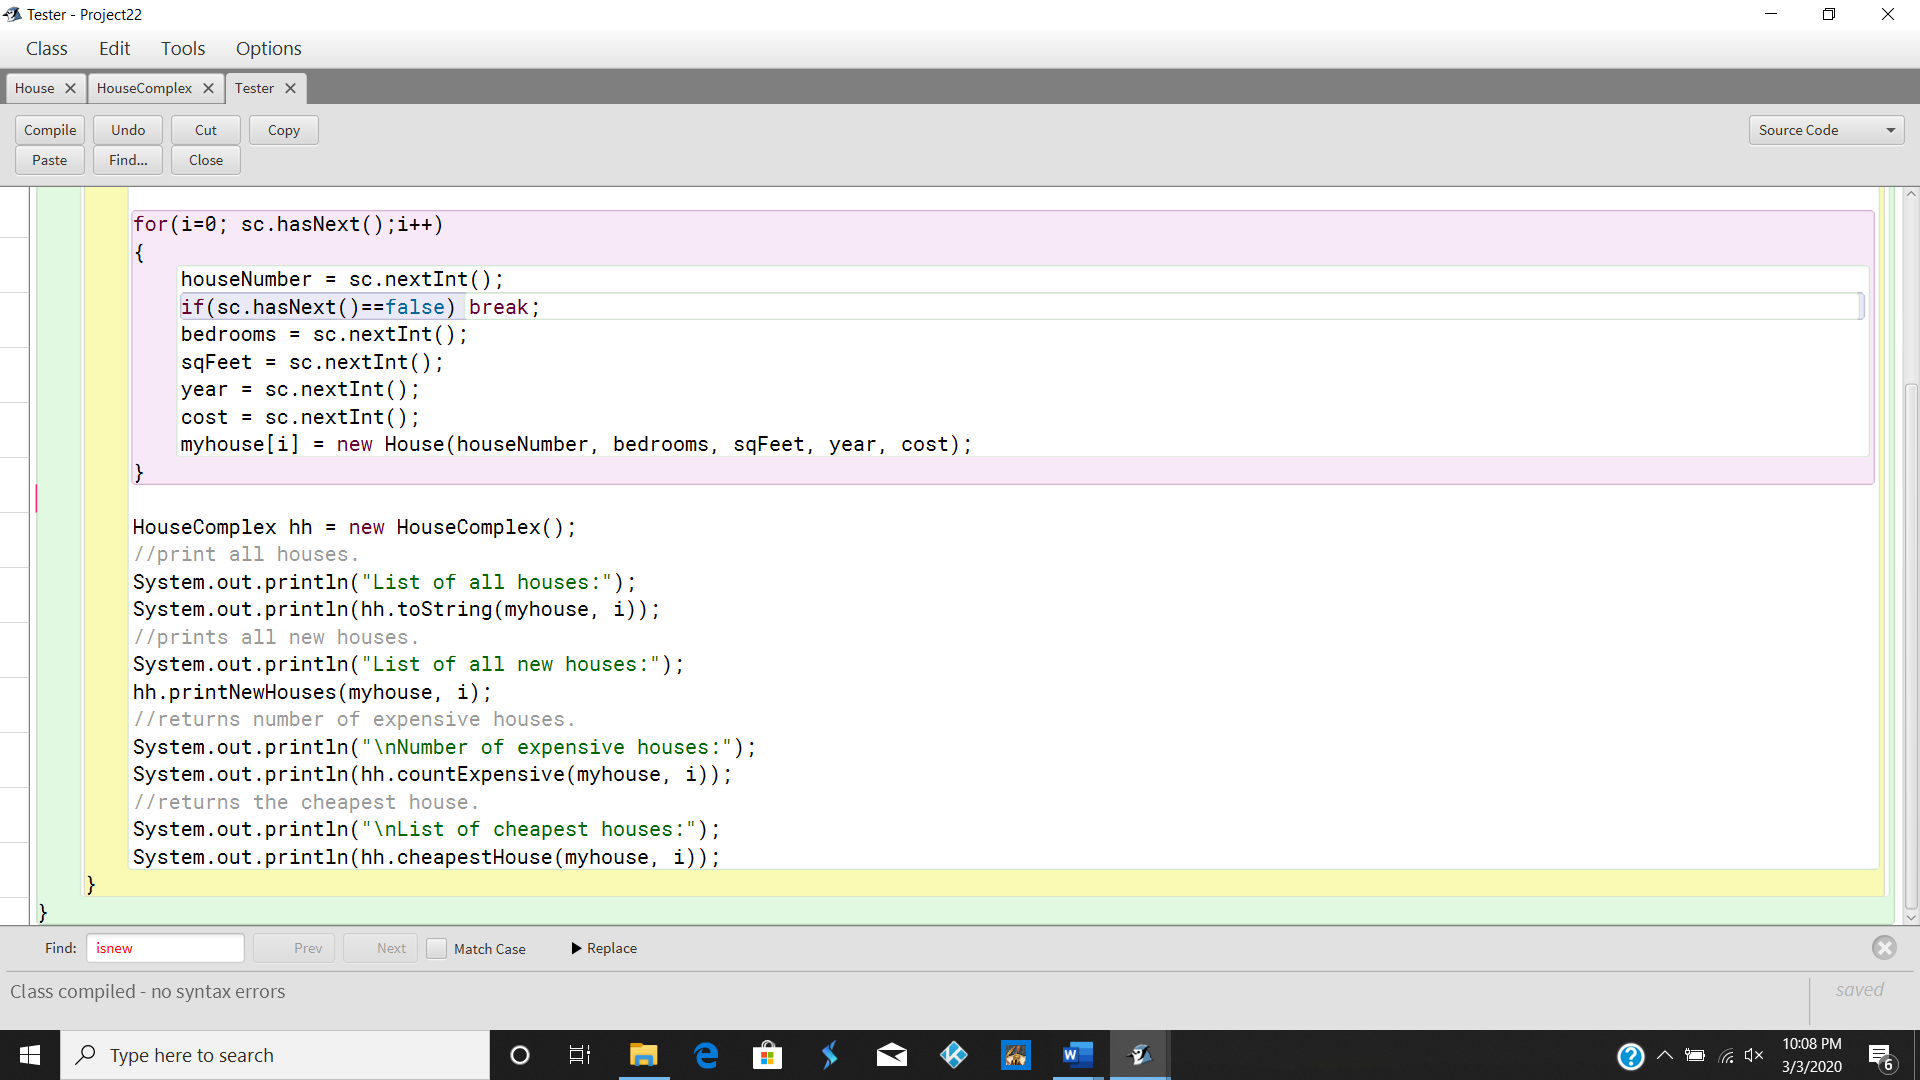 Tester - Project22
Class Edit Tools Options
House HouseComplex Tester
Compile Undo Cut Copy Source Code
Paste Find... Close
for(i=0; sc.hasNext();i++)
{
houseNumber = sc.nextInt();
if(sc.hasNext()==false) break;
bedrooms = sc.nextInt();
sqFeet = sc.nextInt();
year = sc.nextInt();
cost = sc.nextInt();
myhouse[i] = new House(houseNumber, bedrooms, sqFeet, year, cost);
}
HouseComplex hh = new HouseComplex();
//print all houses.
System.out.println("List of all houses:");
System.out.println(hh.toString(myhouse, i));
//prints all new houses.
System.out.println("List of all new houses:");
hh.printNewHouses(myhouse, i);
//returns number of expensive houses.
System.out.println("\nNumber of expensive houses:");
System.out.println(hh.countExpensive(myhouse, i));
//returns the cheapest house.
System.out.println("\nList of cheapest houses:");
System.out.println(hh.cheapestHouse(myhouse, i));
}
}
Find: isnew Prev Next Match Case Replace
Class compiled - no syntax errors
saved
Type here to search
10:08 PM
3/3/2020
6